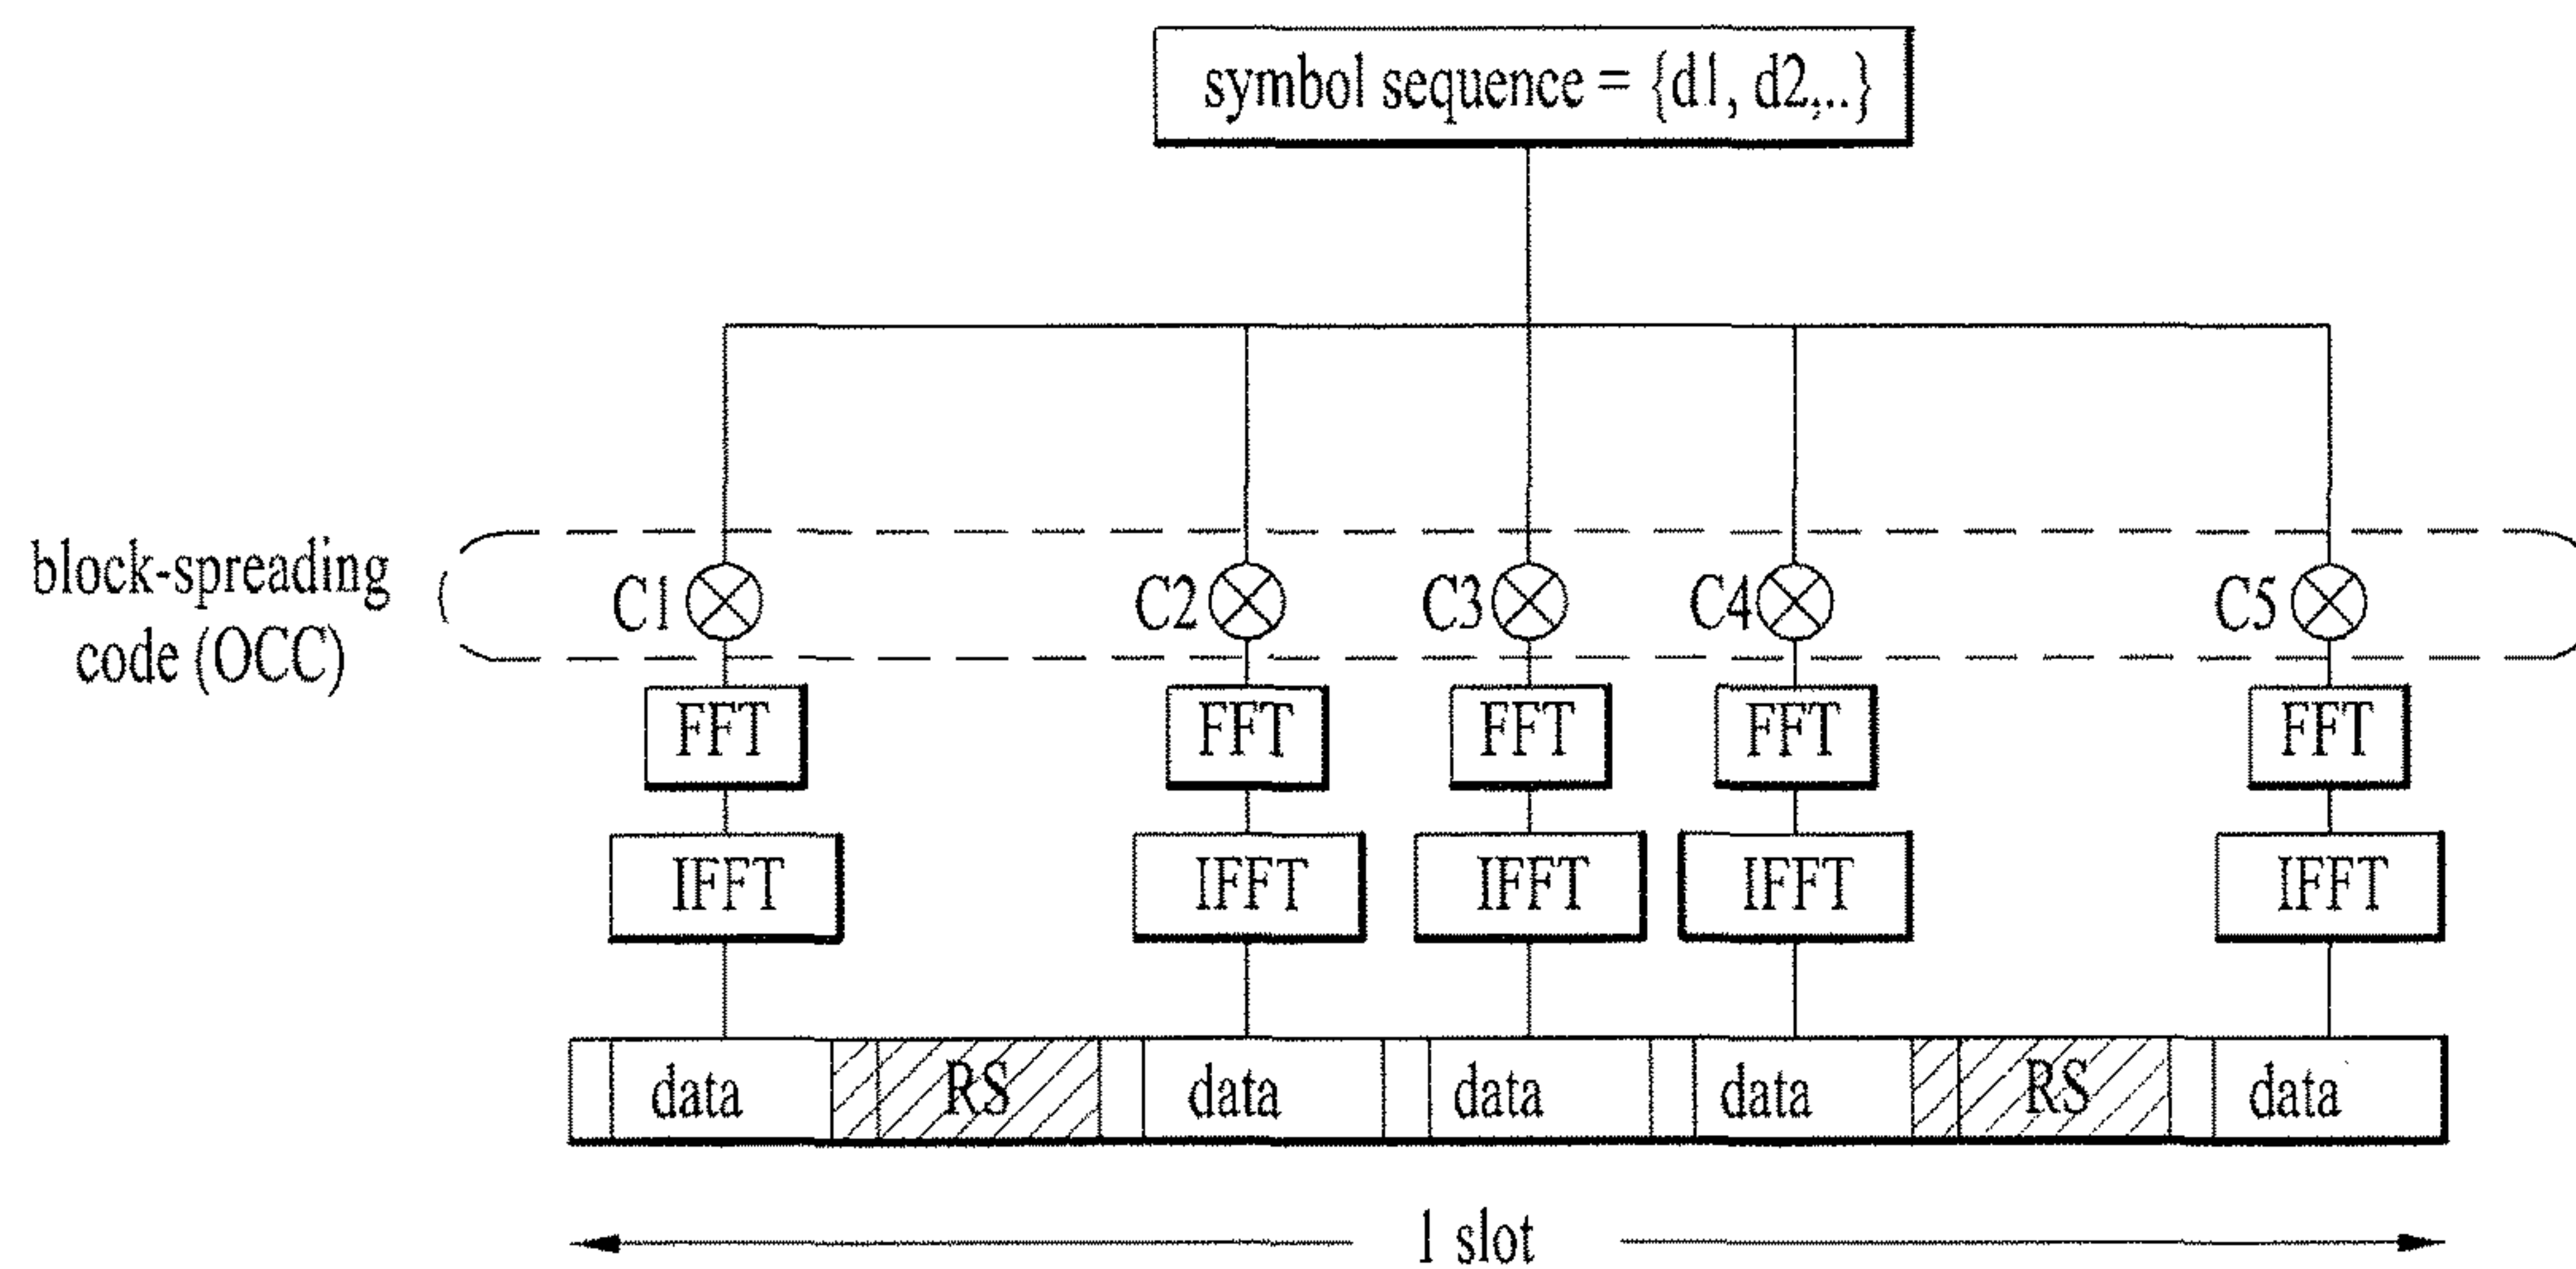 symbol sequence = {d1, d2,..}
block-spreading
code (OCC)
C1 C2 C3 C4 C5
FFT FFT FFT FFT FFT
IFFT IFFT IFFT IFFT IFFT
data RS data data data RS data
1 slot